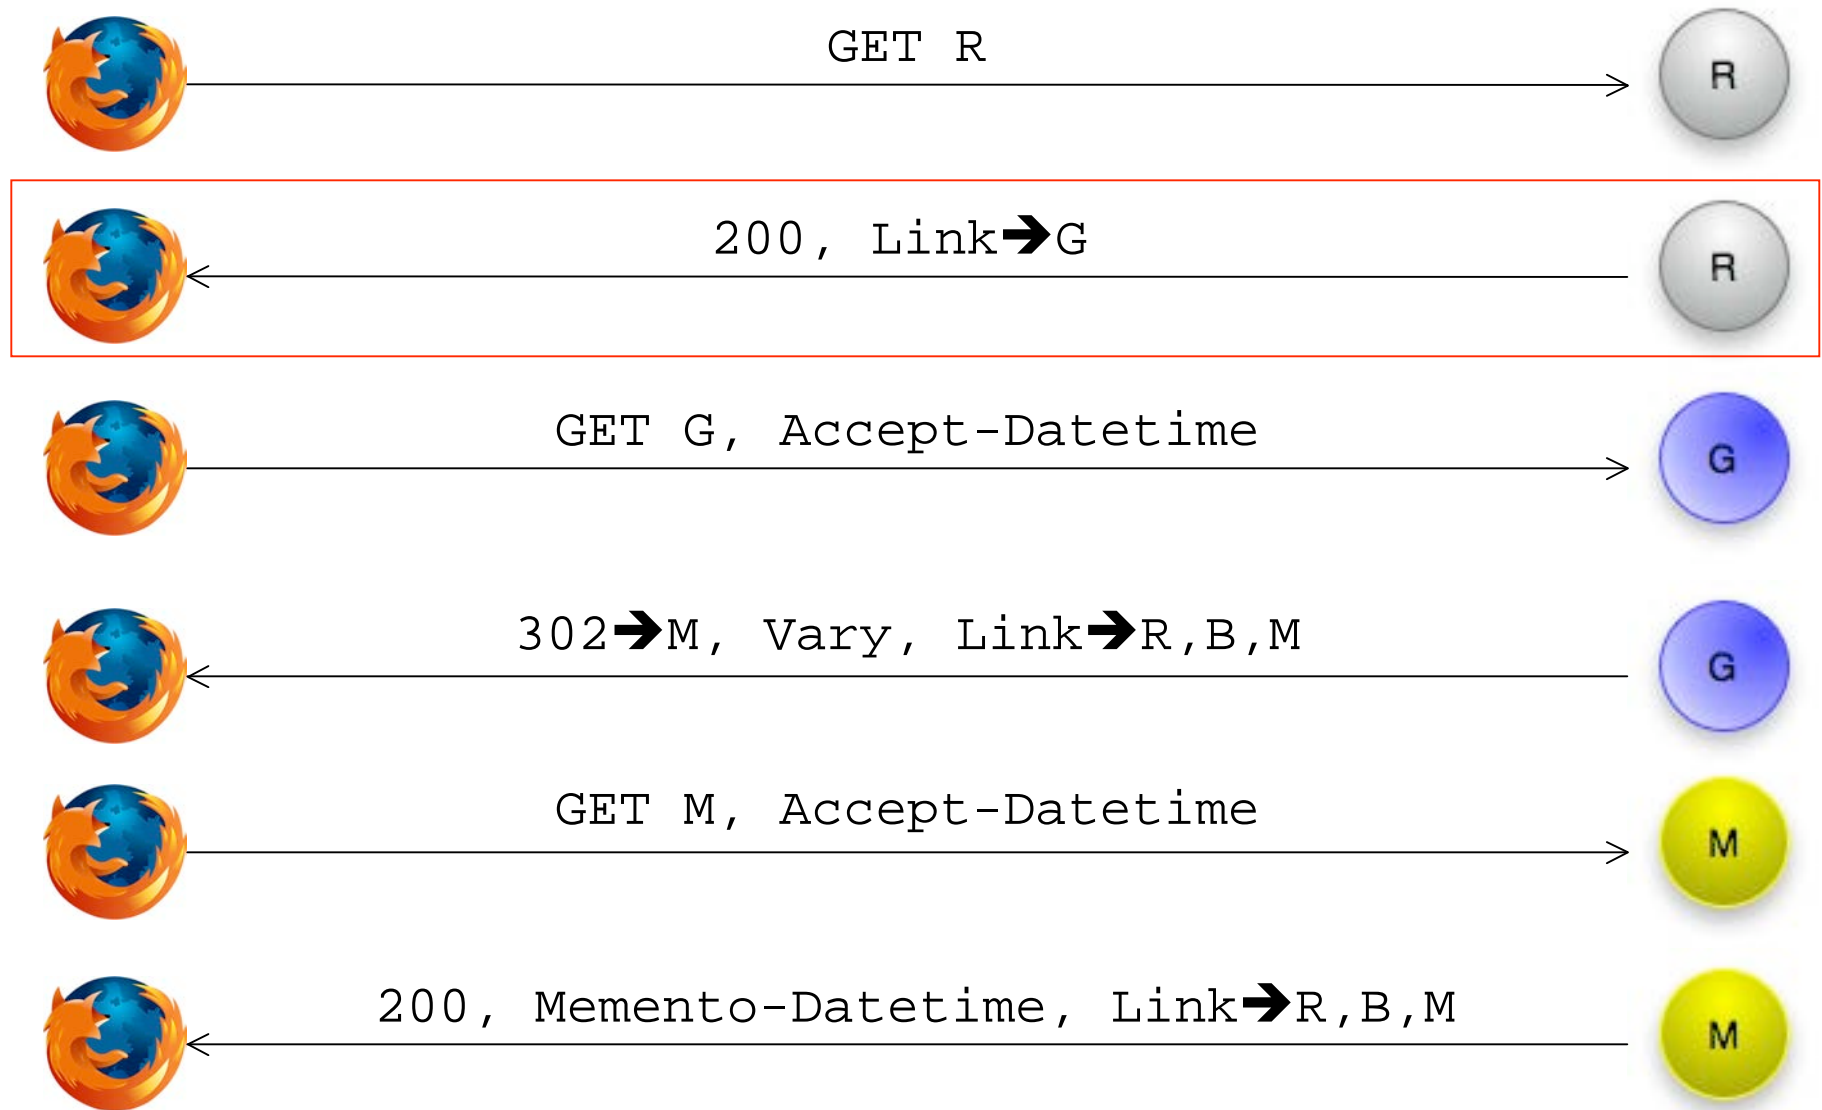 GET R
R
200, Link➔G
R
GET G, Accept-Datetime
G
302➔M, Vary, Link➔R,B,M
G
GET M, Accept-Datetime
M
200, Memento-Datetime, Link➔R,B,M
M